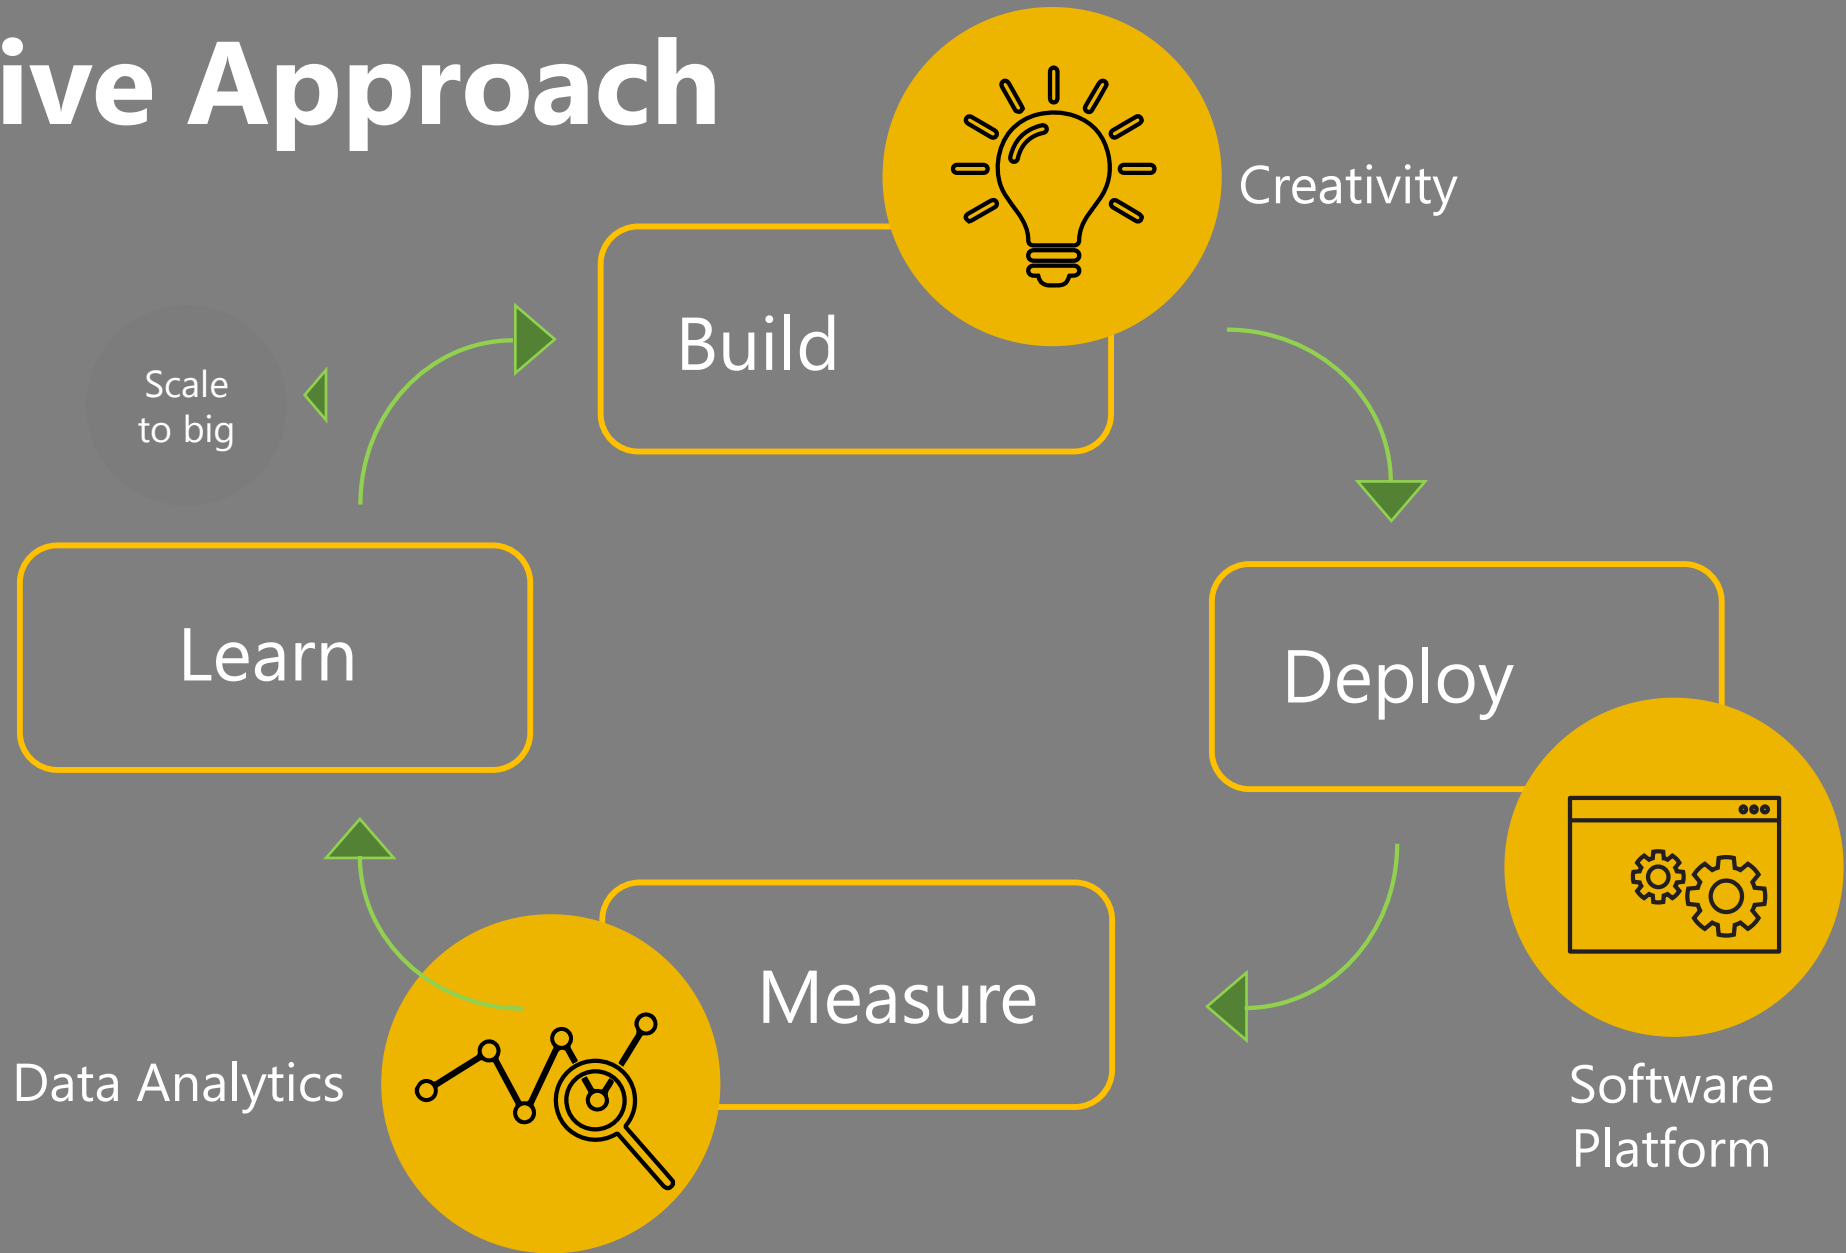 ive Approach
Creativity
Build
Scale
to big
Learn
Deploy
Measure
Data Analytics
Software
Platform